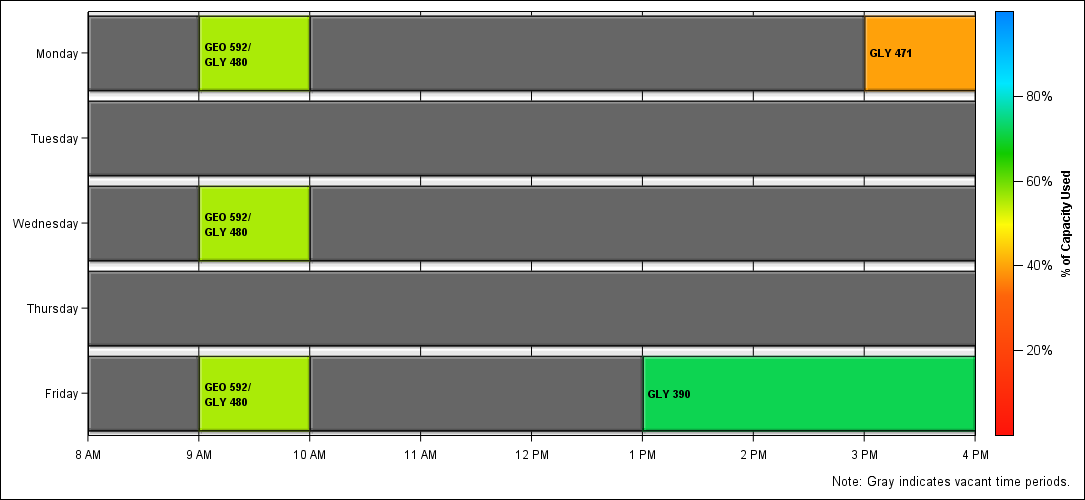 Monday
GEO 592/
GLY 480
GLY 471
Tuesday
80%
Wednesday
GEO 592/
GLY 480
60%
40%
% of Capacity Used
Thursday
20%
Friday
GEO 592/
GLY 480
GLY 390
8 AM 9 AM 10 AM 11 AM 12 PM 1 PM 2 PM 3 PM 4 PM
Note: Gray indicates vacant time periods.